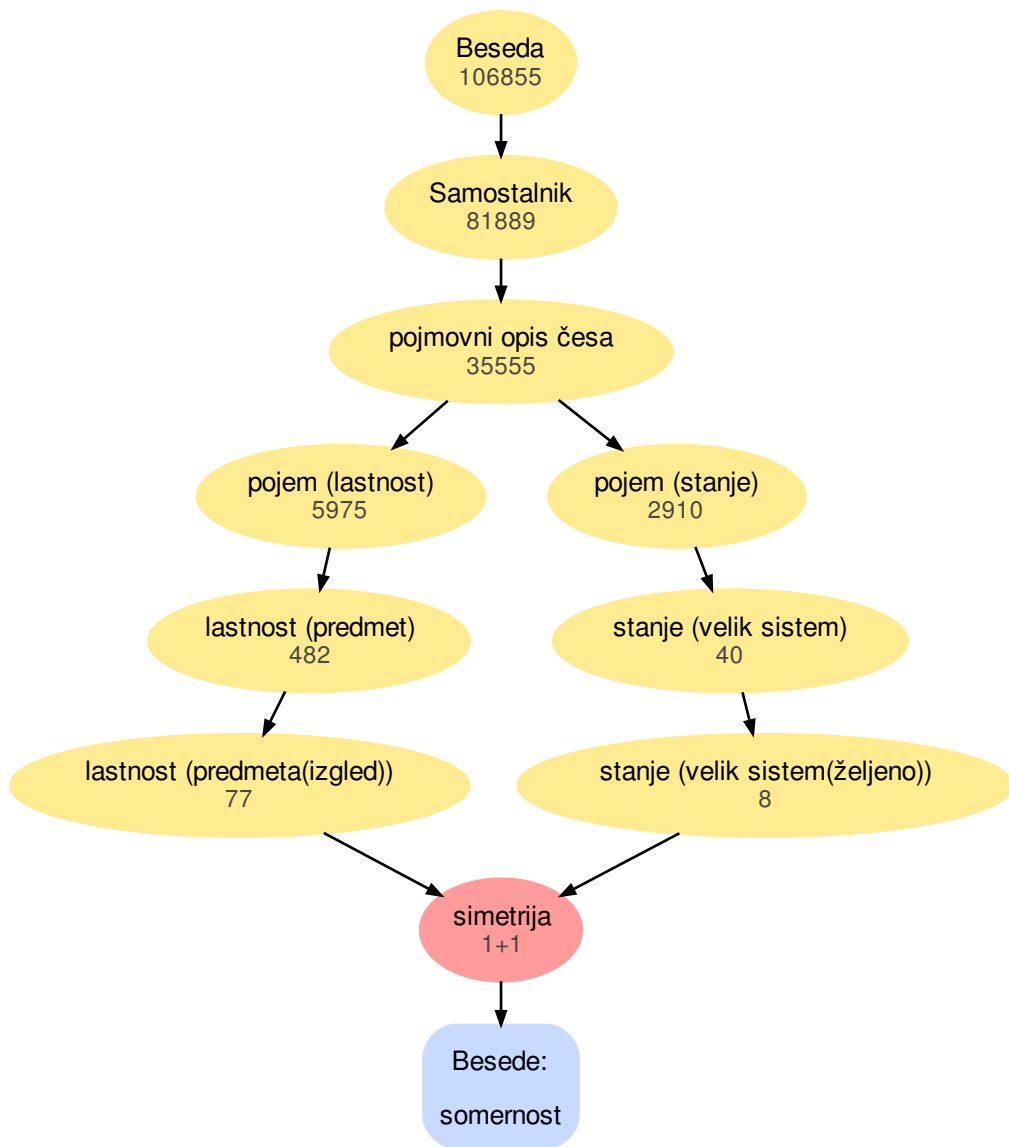 Beseda
106855
Samostalnik
81889
pojmovni opis česa
35555
pojem (lastnost)
5975
pojem (stanje)
2910
lastnost (predmet)
482
stanje (velik sistem)
40
lastnost (predmeta(izgled))
77
stanje (velik sistem(željeno))
8
simetrija
1+1
Besede:
somernost